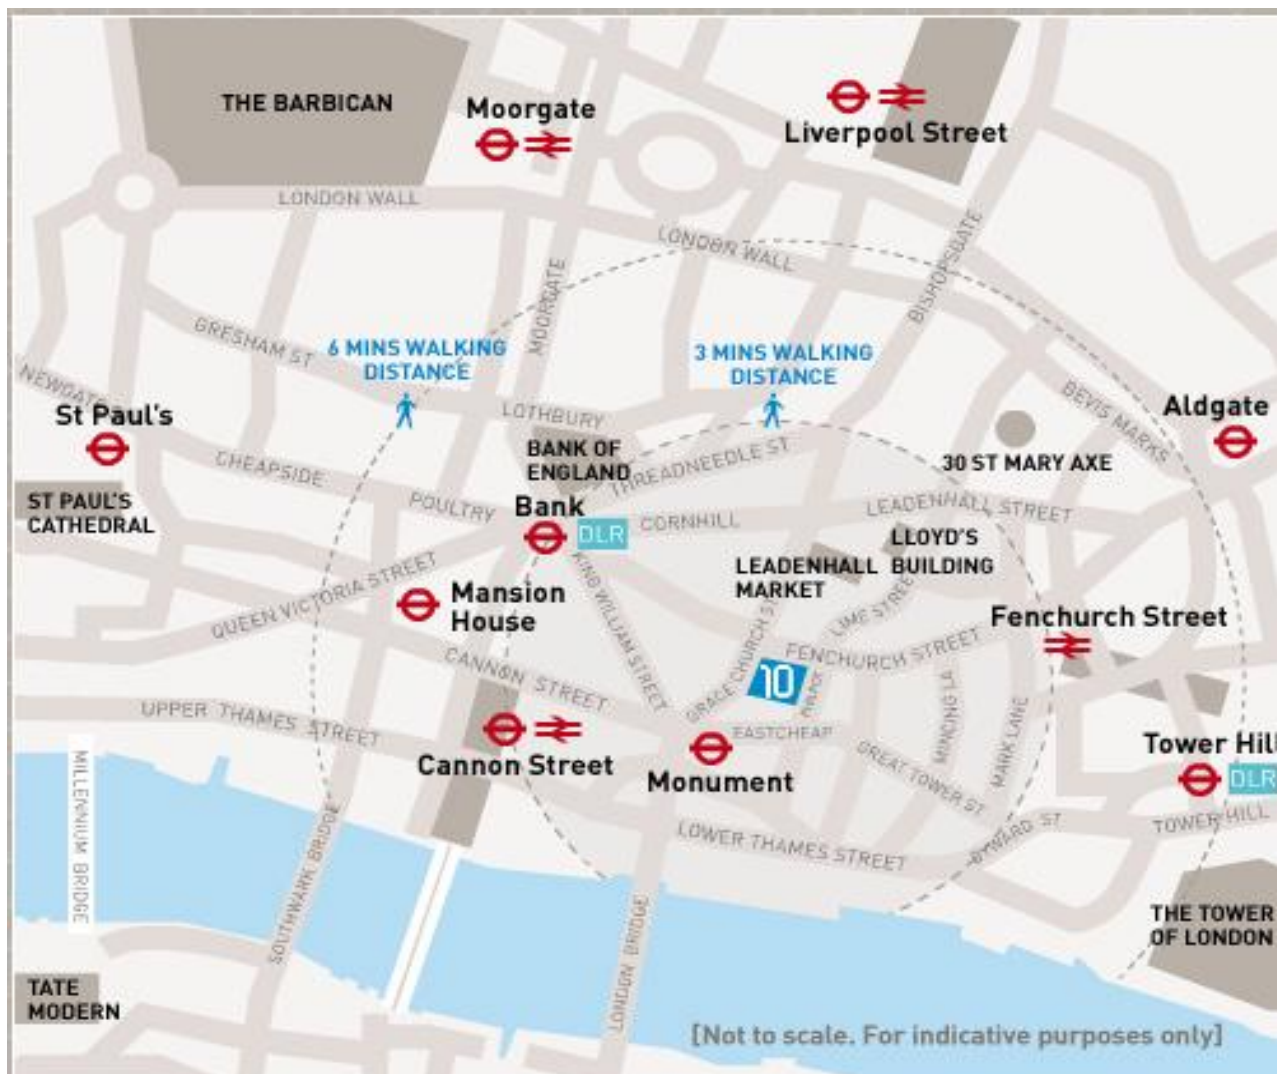 THE BARBICAN
Moorgate
Liverpool Street
LONDON WALL
LONDON WALL
BISHOPSGATE
MOORGATE
GRESHAM ST
6 MINS WALKING
DISTANCE
3 MINS WALKING
DISTANCE
NEWGATE
St Paul's
LOTHBURY
BEVIS MARKS
Aldgate
BANK OF
ENGLAND
THREADNEEDLE ST
30 ST MARY AXE
CHEAPSIDE
ST PAUL'S
CATHEDRAL
POULTRY
Bank
DLR
CORNHILL
LEADENHALL STREET
LLOYD'S
BUILDING
LEADENHALL
MARKET
KING WILLIAM STREET
QUEEN VICTORIA STREET
Mansion
House
GRACECHURCH ST
LIME STREET
Fenchurch Street
FENCHURCH STREET
CANNON STREET
10
PHILPOT
MINCING LA
MARK LANE
UPPER THAMES STREET
EASTCHEAP
GREAT TOWER ST
Cannon Street
Monument
Tower Hill
DLR
MILLENNIUM BRIDGE
SOUTHWARK BRIDGE
LOWER THAMES STREET
BYWARD ST
TOWER HILL
LONDON BRIDGE
THE TOWER
OF LONDON
TATE
MODERN
[Not to scale. For indicative purposes only]